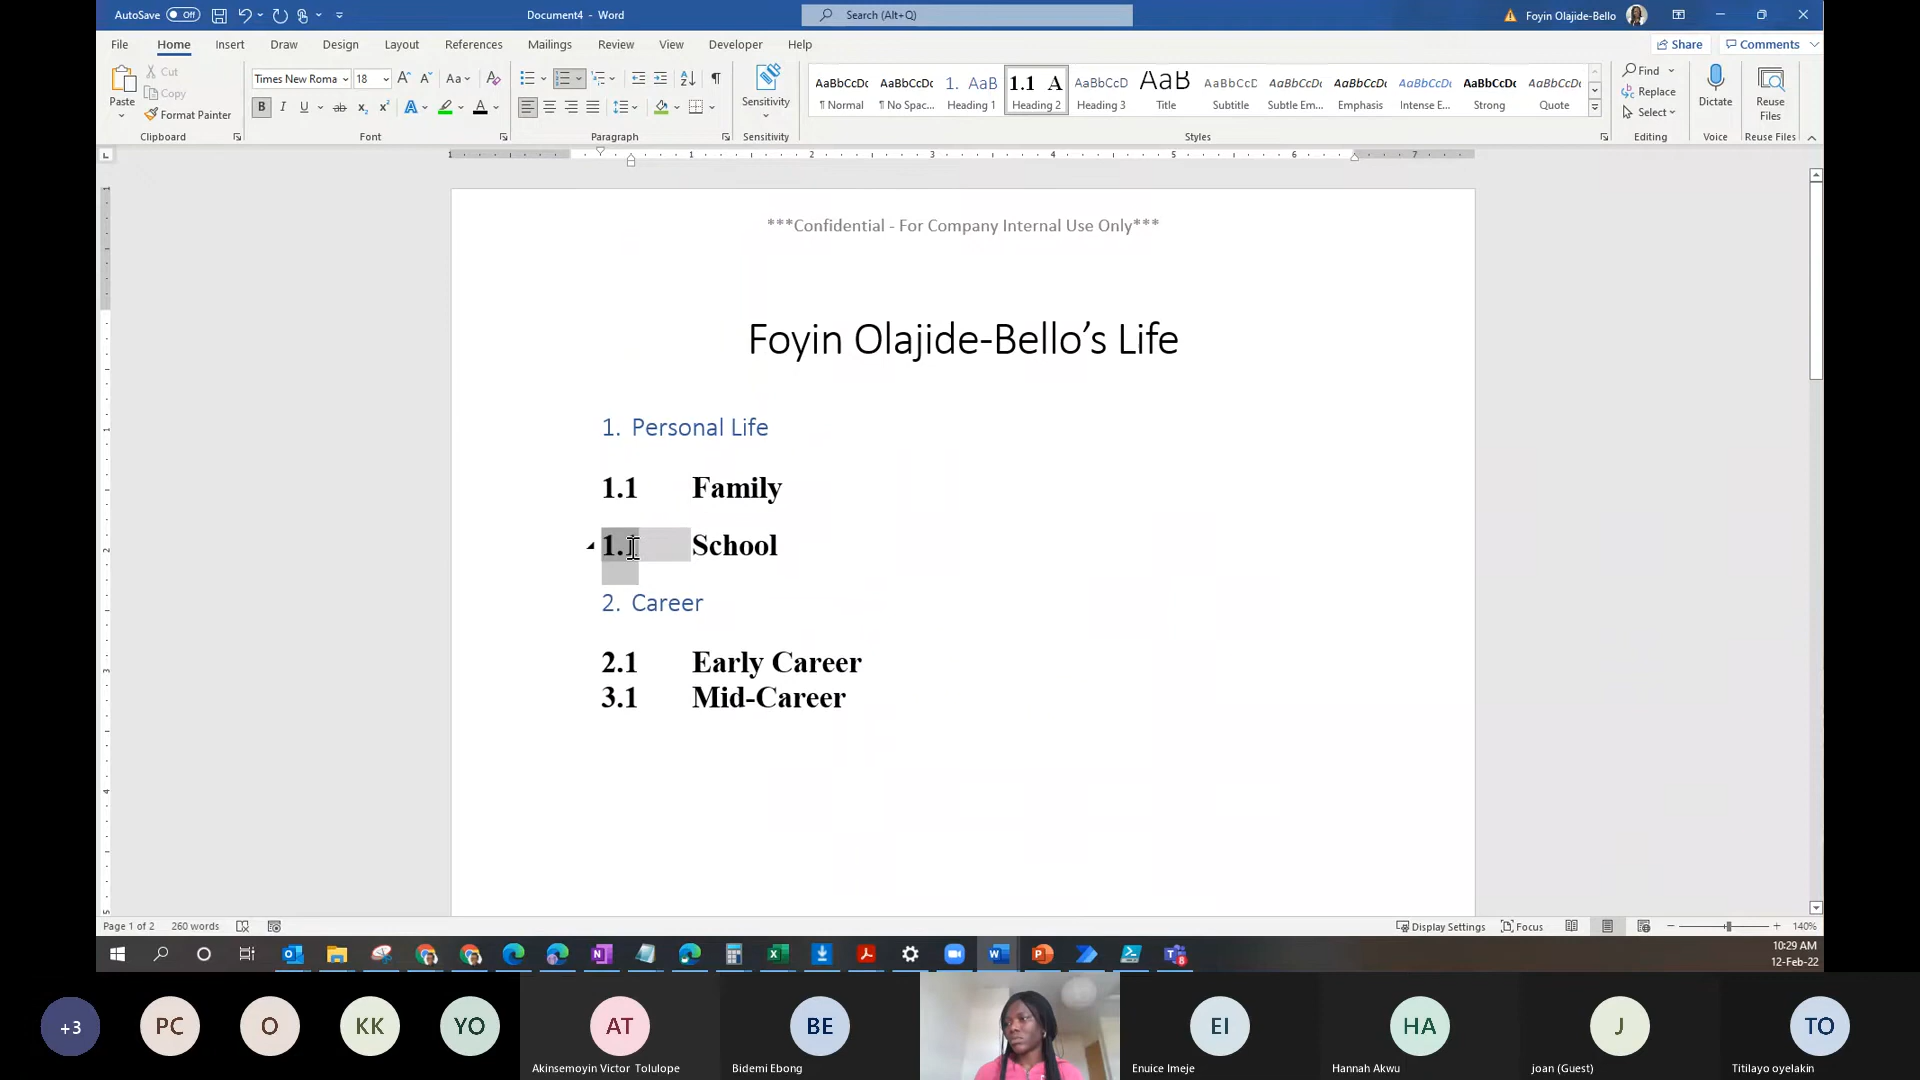 AutoSave Off
Document4 - Word
Search (Alt+Q)
Foyin Olajide-Bello
File Home Insert Draw Design Layout References Mailings Review View Developer Help
Share Comments
Paste
Cut
Copy
Format Painter
Clipboard
Times New Roma 18
Font
Paragraph
Sensitivity
Sensitivity
AaBbCcDc AaBbCcDc 1. AaB 1.1 A AaBbCcD AaB AaBbCcD AaBbCcDc AaBbCcDc AaBbCcDc AaBbCcDc AaBbCcDc
¶ Normal ¶ No Spac... Heading 1 Heading 2 Heading 3 Title Subtitle Subtle Em... Emphasis Intense E... Strong Quote
Styles
Find
Replace
Select
Editing
Dictate
Voice
Reuse Files
Reuse Files
***Confidential - For Company Internal Use Only***
Foyin Olajide-Bello’s Life
1. Personal Life
1.1 Family
1. School
2. Career
2.1 Early Career
3.1 Mid-Career
Page 1 of 2 260 words
Display Settings Focus 140%
10:29 AM
12-Feb-22
+3 PC O KK YO AT BE EI HA J TO
Akinsemoyin Victor Tolulope Bidemi Ebong Enuice Imeje Hannah Akwu joan (Guest) Titilayo oyelakin